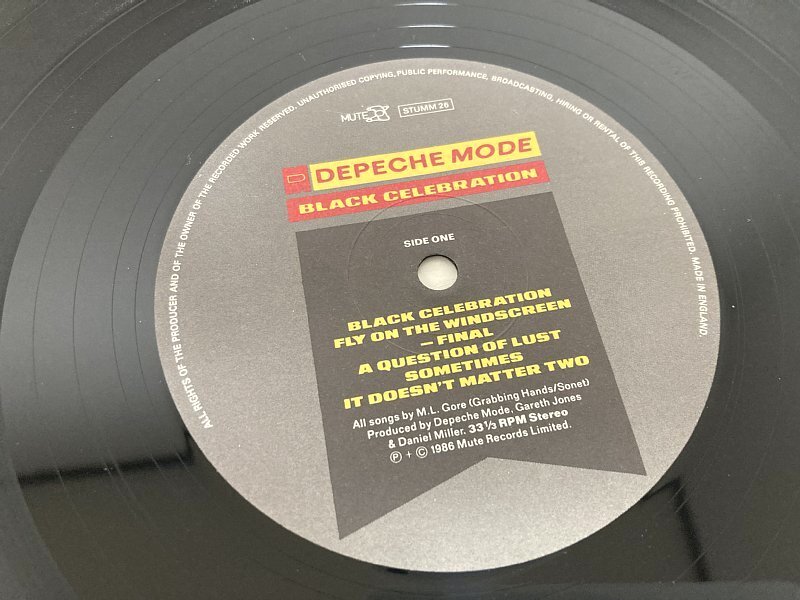 ALL RIGHTS OF THE PRODUCER AND OF THE OWNER OF THE RECORDED WORK RESERVED. UNAUTHORISED COPYING, PUBLIC PERFORMANCE, BROADCASTING, HIRING OR RENTAL OF THIS RECORDING PROHIBITED. MADE IN ENGLAND.
MUTE
STUMM 26
D DEPECHE MODE
BLACK CELEBRATION
SIDE ONE
BLACK CELEBRATION
FLY ON THE WINDSCREEN
– FINAL
A QUESTION OF LUST
SOMETIMES
IT DOESN'T MATTER TWO
All songs by M.L. Gore (Grabbing Hands/Sonet)
Produced by Depeche Mode, Gareth Jones
& Daniel Miller. 33⅓ RPM Stereo
Ⓟ + © 1986 Mute Records Limited.